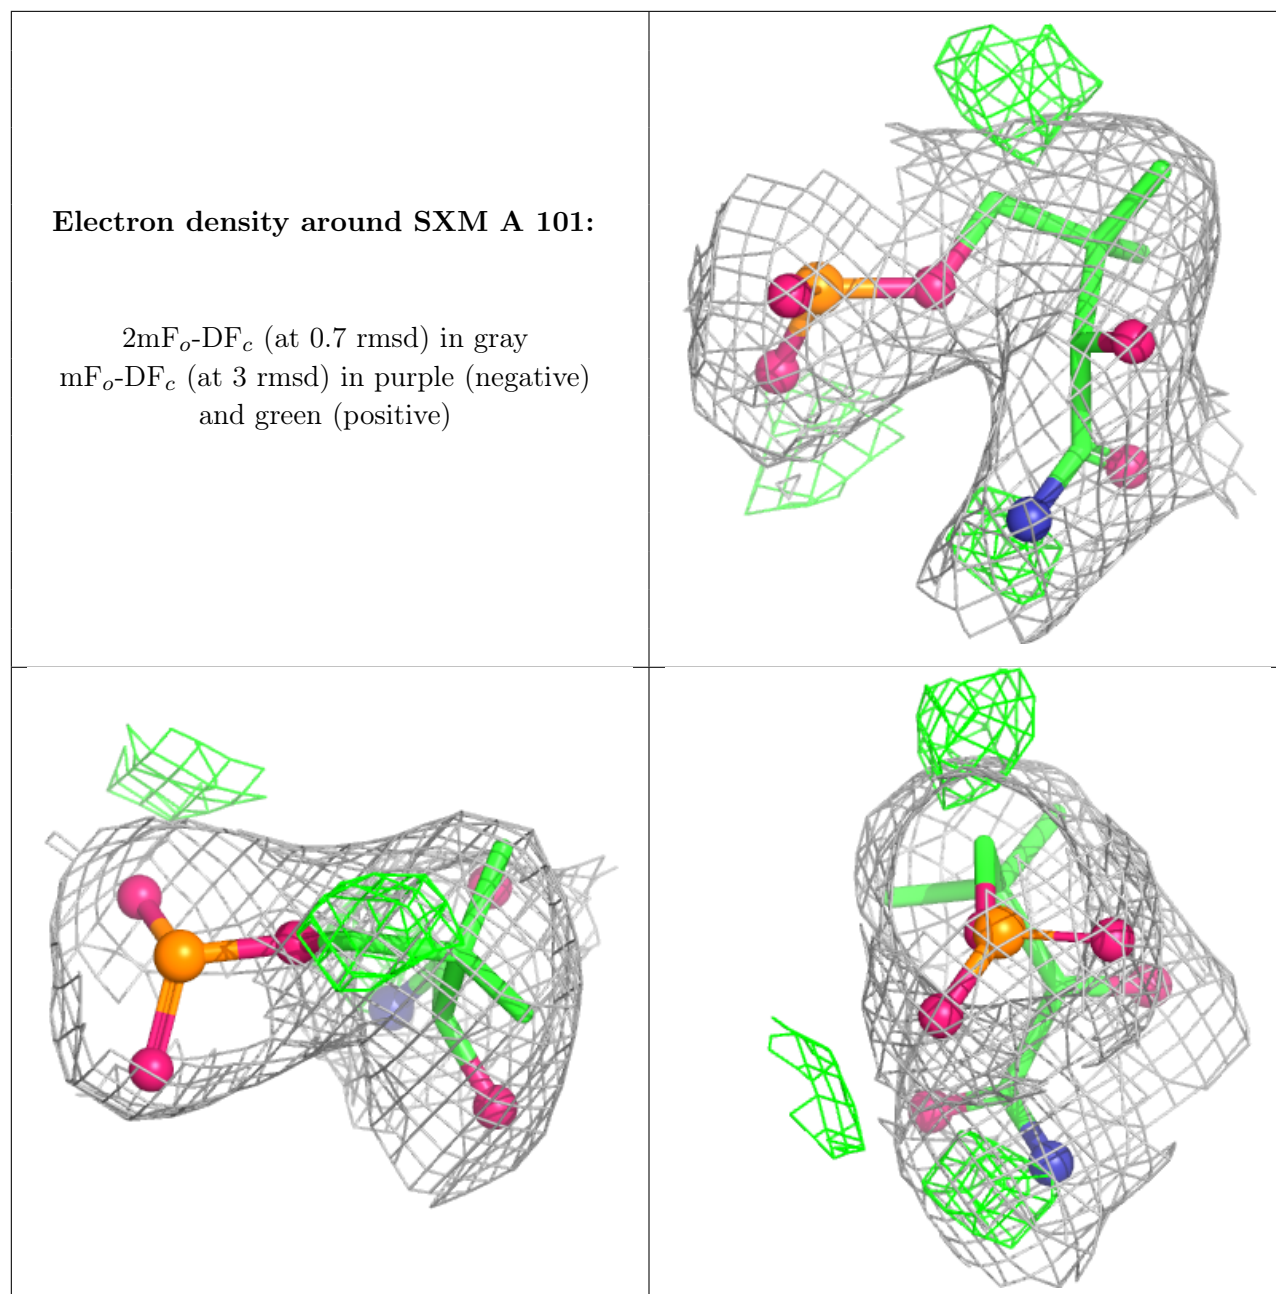 Electron density around SXM A 101:
2mFo-DFc (at 0.7 rmsd) in gray
mFo-DFc (at 3 rmsd) in purple (negative)
and green (positive)